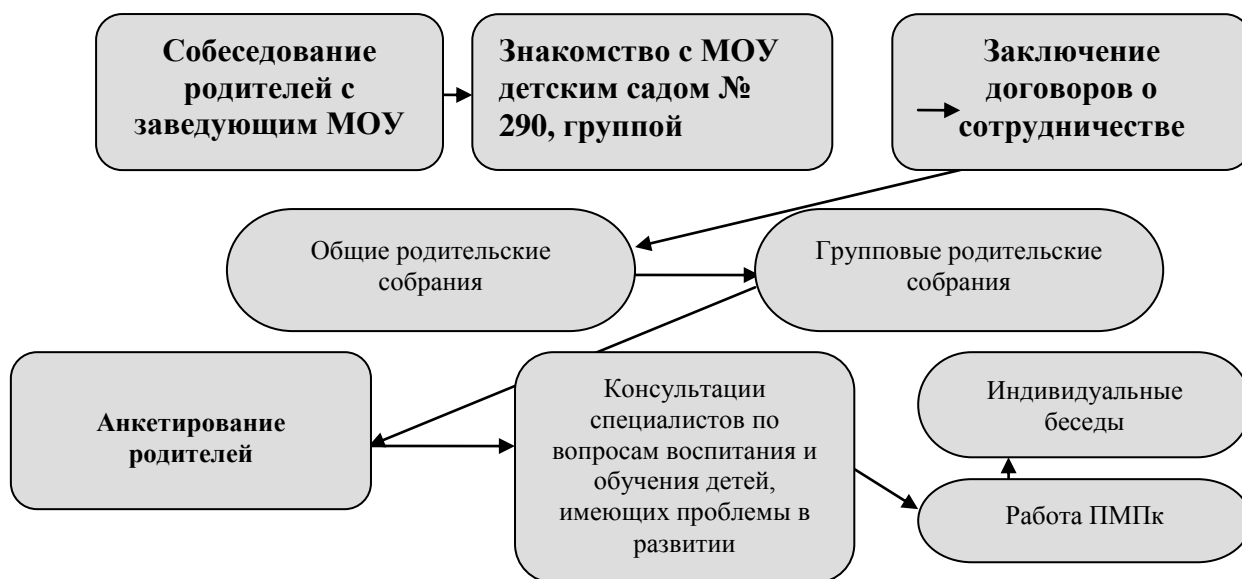 Собеседование
родителей с
заведующим МОУ
Знакомство с МОУ
детским садом №
290, группой
Заключение
договоров о
сотрудничестве
Общие родительские
собрания
Групповые родительские
собрания
Анкетирование
родителей
Консультации
специалистов по
вопросам воспитания и
обучения детей,
имеющих проблемы в
развитии
Индивидуальные
беседы
Работа ПМПк